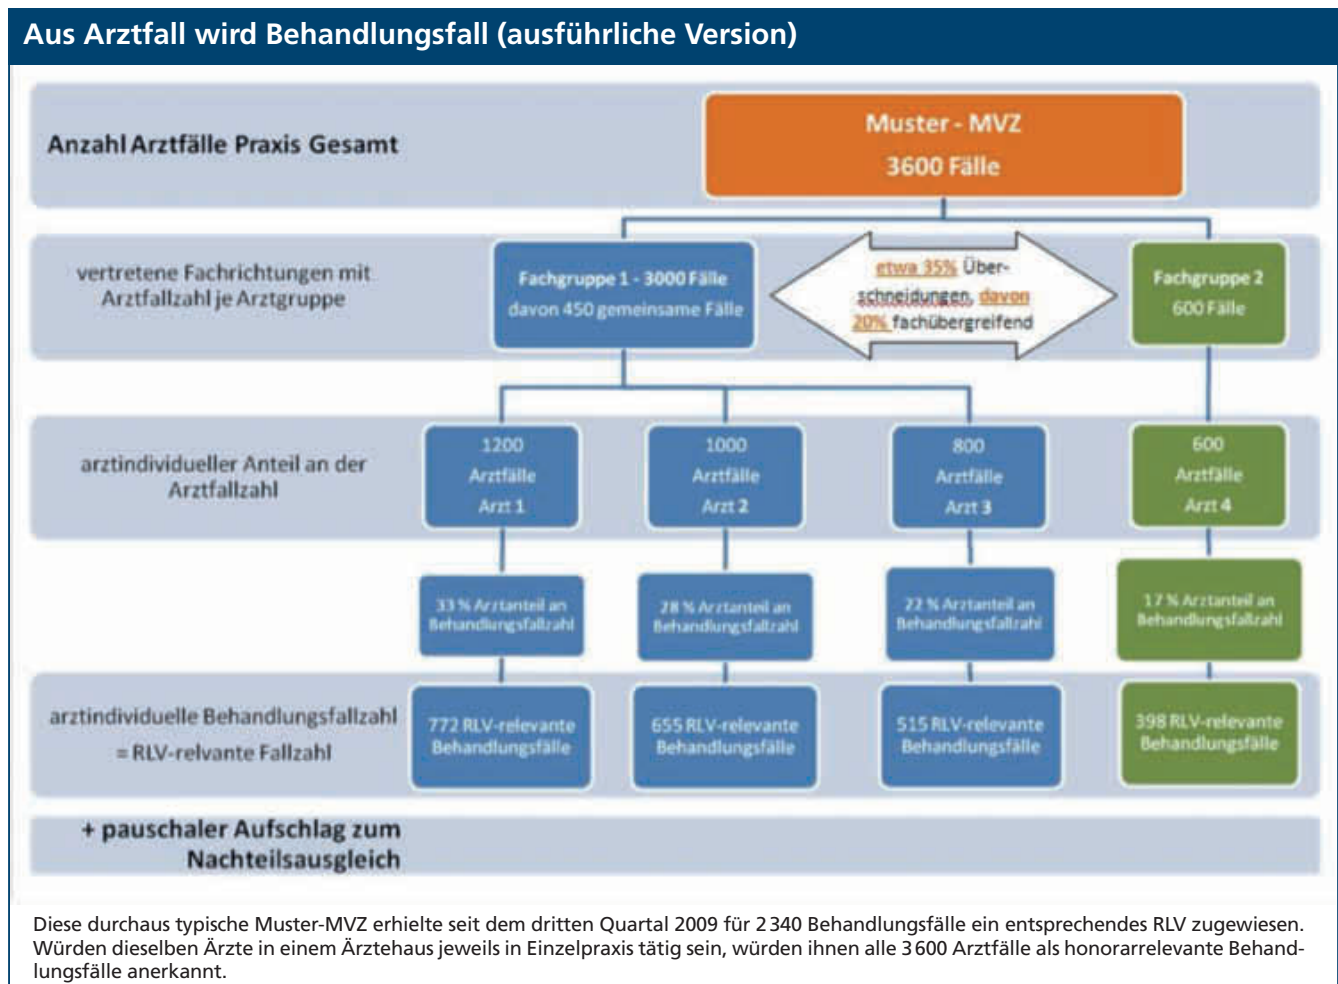 Aus Arztfall wird Behandlungsfall (ausführliche Version)
Anzahl Arztfälle Praxis Gesamt
Muster - MVZ
3600 Fälle
vertretene Fachrichtungen mit
Arztfallzahl je Arztgruppe
Fachgruppe 1 - 3000 Fälle
davon 450 gemeinsame Fälle
etwa 35% Über-
schneidungen, davon
20% fachübergreifend
Fachgruppe 2
600 Fälle
arztindividueller Anteil an der
Arztfallzahl
1200
Arztfälle
Arzt 1
1000
Arztfälle
Arzt 2
800
Arztfälle
Arzt 3
600
Arztfälle
Arzt 4
33 % Arztanteil an
Behandlungsfallzahl
28 % Arztanteil an
Behandlungsfallzahl
22 % Arztanteil an
Behandlungsfallzahl
17 % Arztanteil an
Behandlungsfallzahl
arztindividuelle Behandlungsfallzahl
= RLV-relvante Fallzahl
772 RLV-relevante
Behandlungsfälle
655 RLV-relevante
Behandlungsfälle
515 RLV-relevante
Behandlungsfälle
398 RLV-relevante
Behandlungsfälle
+ pauschaler Aufschlag zum
Nachteilsausgleich
Diese durchaus typische Muster-MVZ erhielte seit dem dritten Quartal 2009 für 2 340 Behandlungsfälle ein entsprechendes RLV zugewiesen.
Würden dieselben Ärzte in einem Ärztehaus jeweils in Einzelpraxis tätig sein, würden ihnen alle 3 600 Arztfälle als honorarrelevante Behand-
lungsfälle anerkannt.